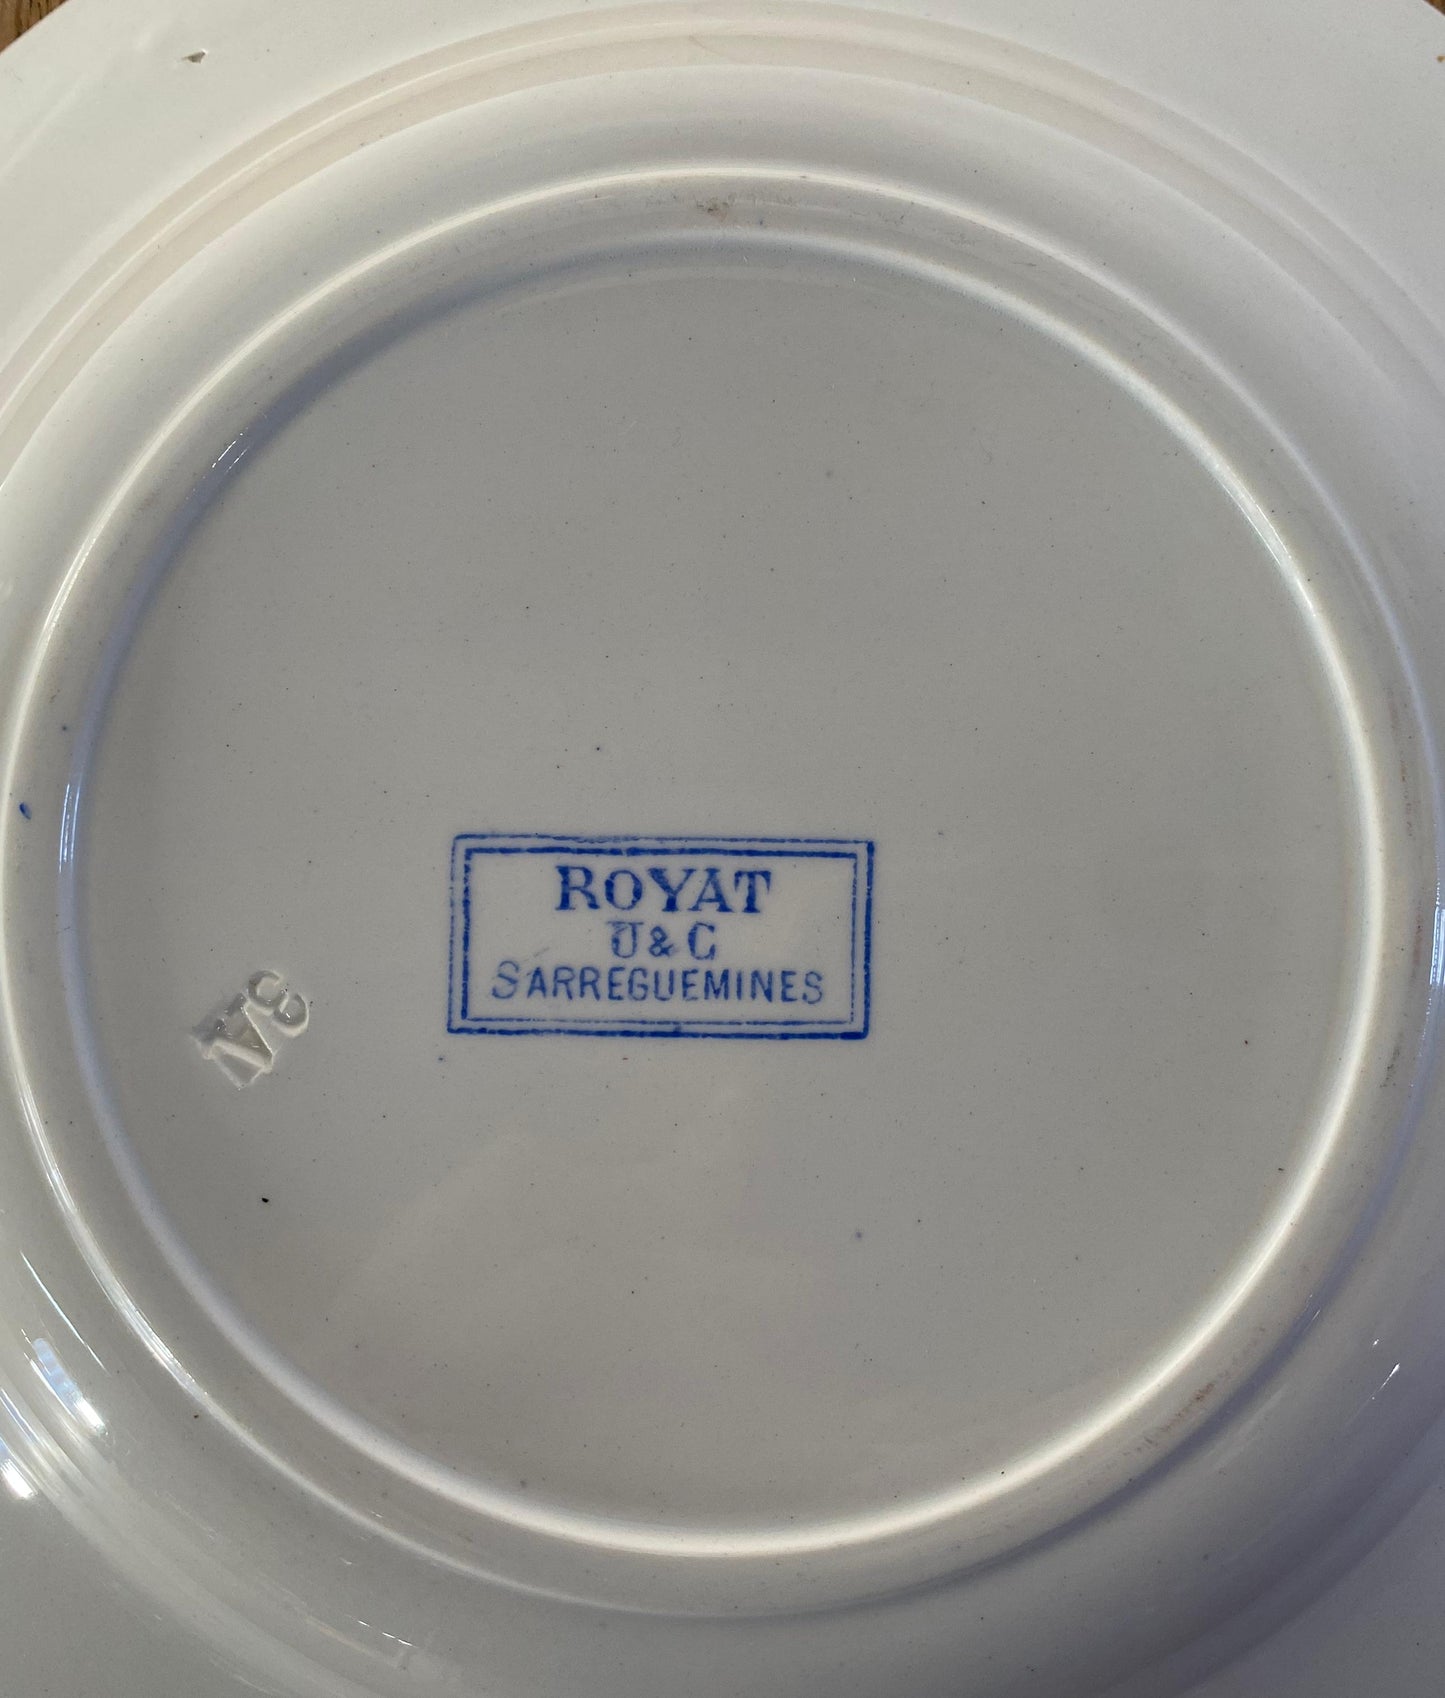 ROYAT
U & C
SARREGUEMINES